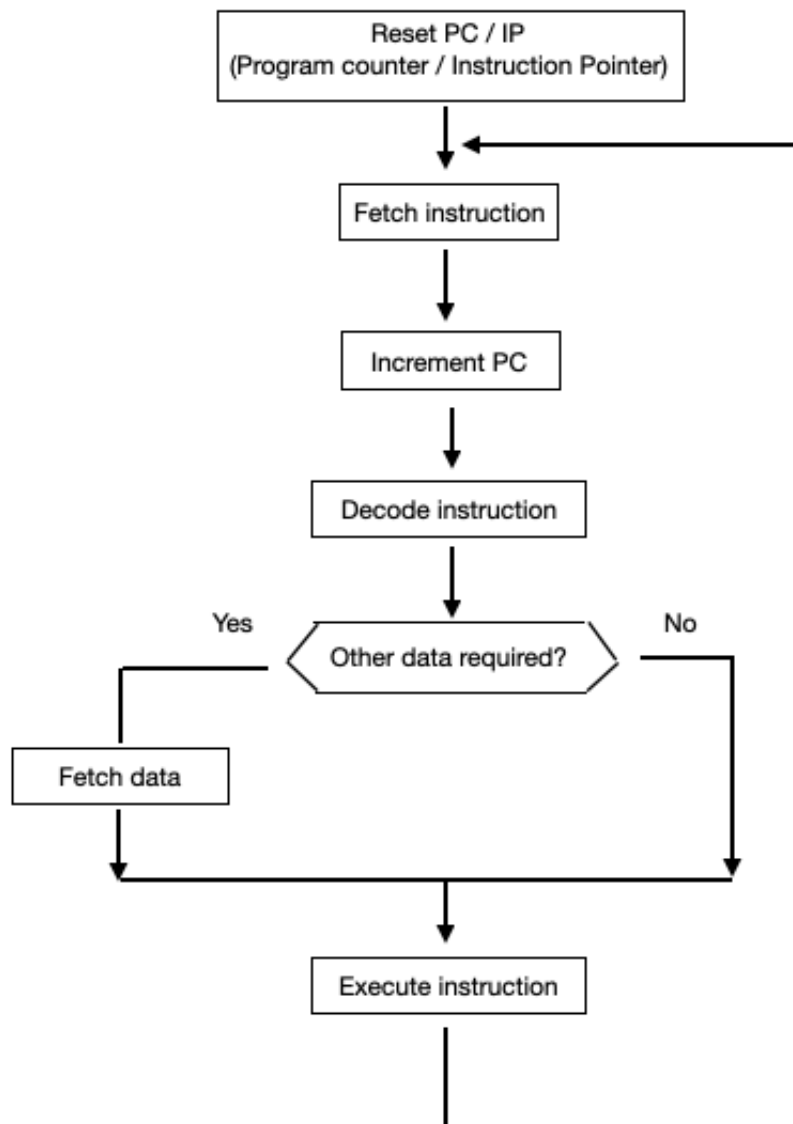 Reset PC / IP
(Program counter / Instruction Pointer)
Fetch instruction
Increment PC
Decode instruction
Yes
No
Other data required?
Fetch data
Execute instruction